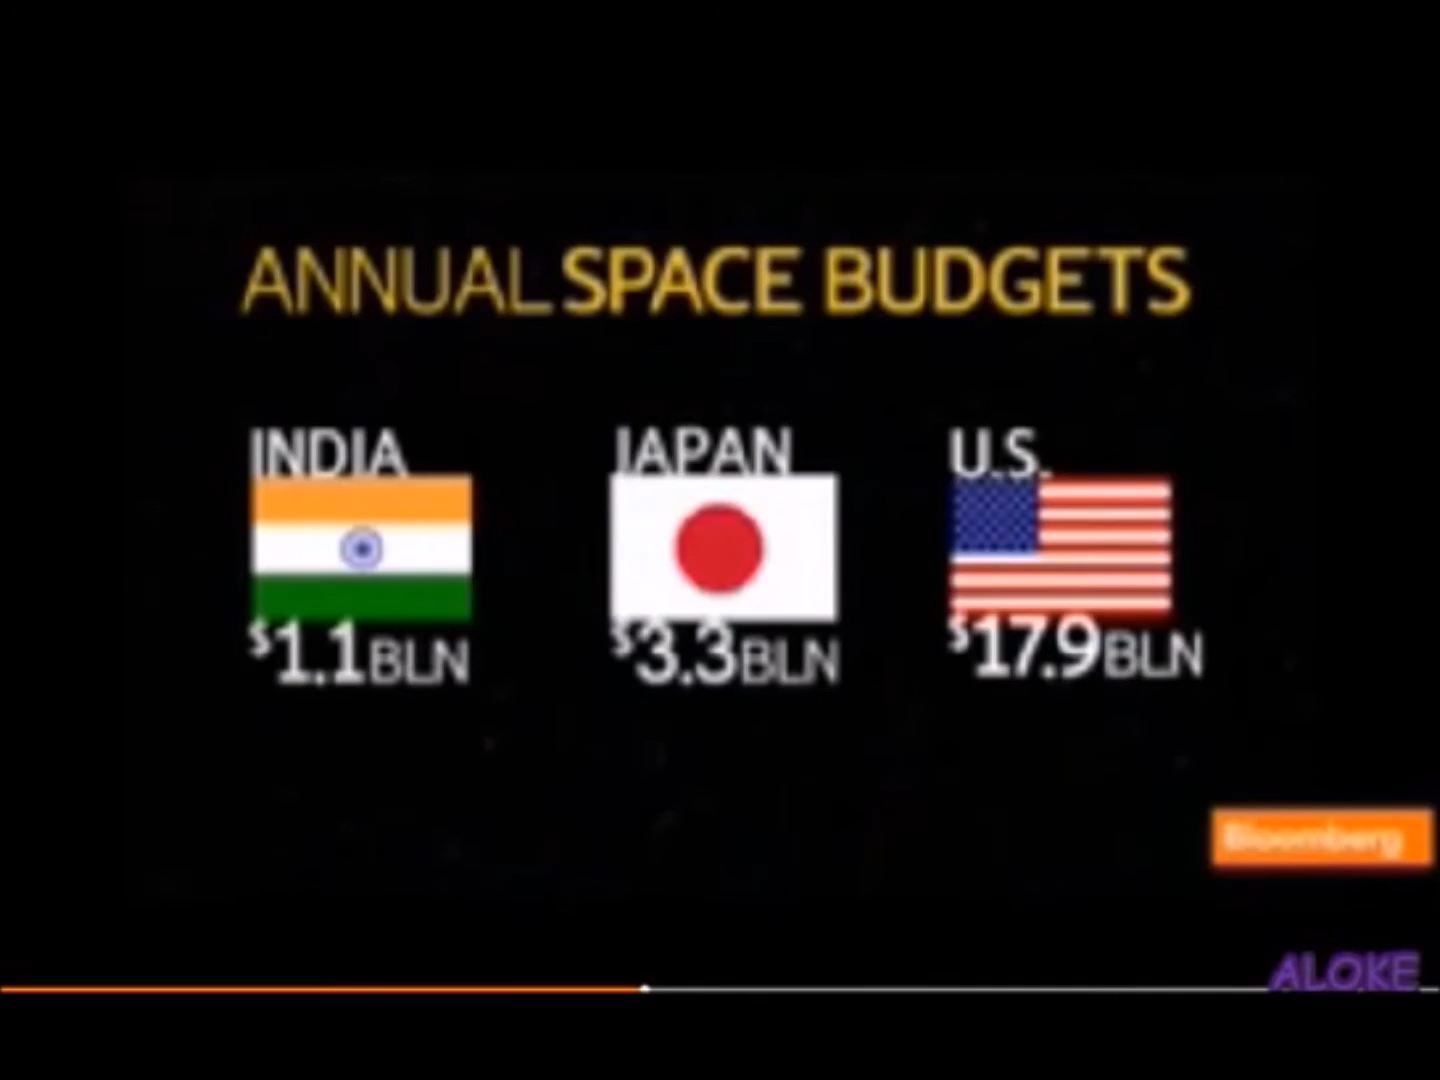 ANNUAL SPACE BUDGETS
INDIA JAPAN U.S.
$1.1BLN $3.3BLN $17.9BLN
Bloomberg
ALOKE